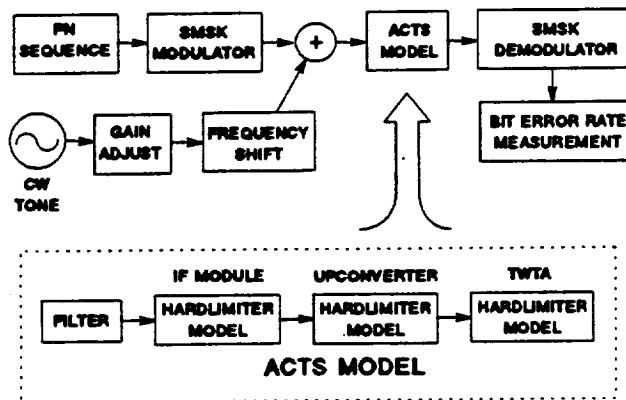 PN
SEQUENCE
SMSK
MODULATOR
+
ACTS
MODEL
SMSK
DEMODULATOR
CW
TONE
GAIN
ADJUST
FREQUENCY
SHIFT
BIT ERROR RATE
MEASUREMENT
IF MODULE
UPCONVERTER
TWTA
FILTER
HARDLIMITER
MODEL
HARDLIMITER
MODEL
HARDLIMITER
MODEL
ACTS MODEL